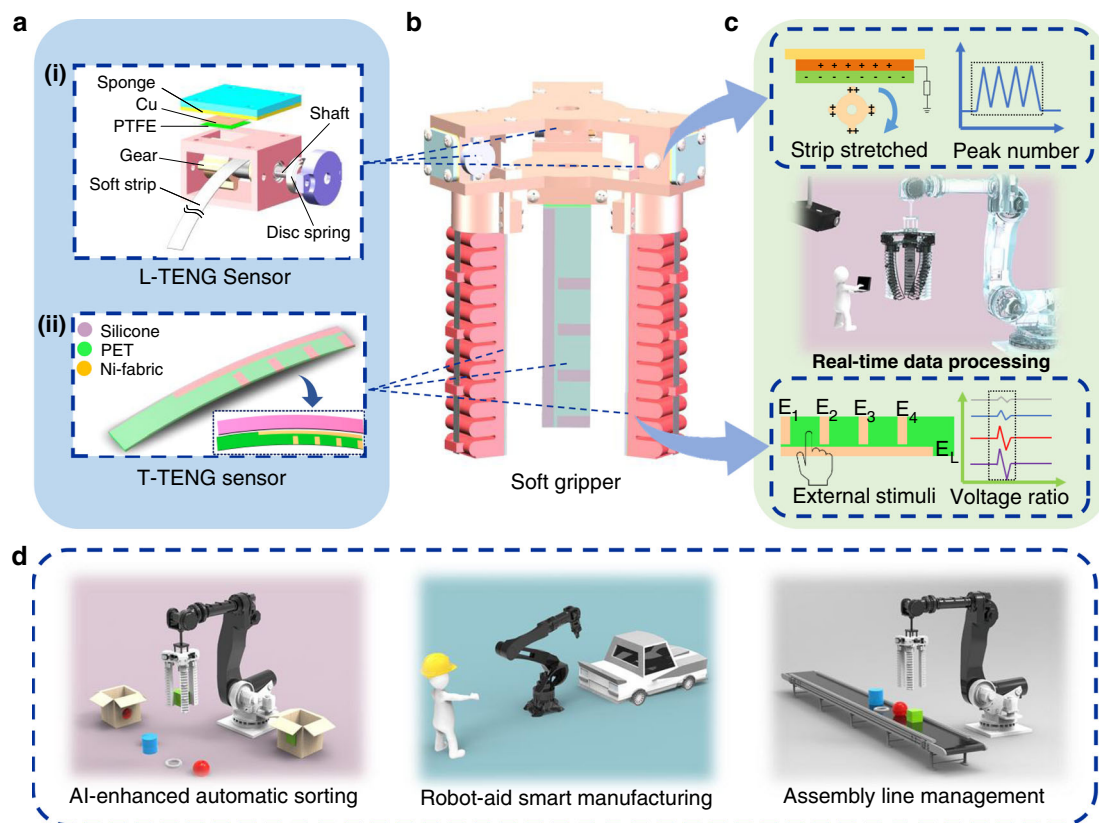 a
(i)
Sponge
Cu
PTFE
Gear
Soft strip
Shaft
Disc spring
L-TENG Sensor
(ii)
Silicone
PET
Ni-fabric
T-TENG sensor
b
Soft gripper
c
+ + + + + +
- - - - - -
++
++
++
++
Strip stretched
Peak number
Real-time data processing
E1 E2 E3 E4
EL
External stimuli
Voltage ratio
d
AI-enhanced automatic sorting
Robot-aid smart manufacturing
Assembly line management